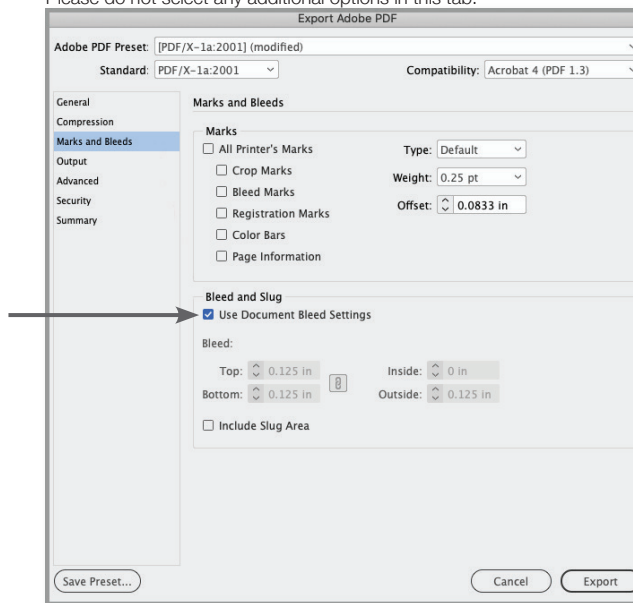 Please do not select any additional options in this tab.
Export Adobe PDF
Adobe PDF Preset: [PDF/X-1a:2001] (modified)
Standard: PDF/X-1a:2001 Compatibility: Acrobat 4 (PDF 1.3)
General
Compression
Marks and Bleeds
Output
Advanced
Security
Summary
Marks and Bleeds
Marks
All Printer's Marks
Crop Marks
Bleed Marks
Registration Marks
Color Bars
Page Information
Type: Default
Weight: 0.25 pt
Offset: 0.0833 in
Bleed and Slug
Use Document Bleed Settings
Bleed:
Top: 0.125 in Inside: 0 in
Bottom: 0.125 in Outside: 0.125 in
Include Slug Area
Save Preset... Cancel Export